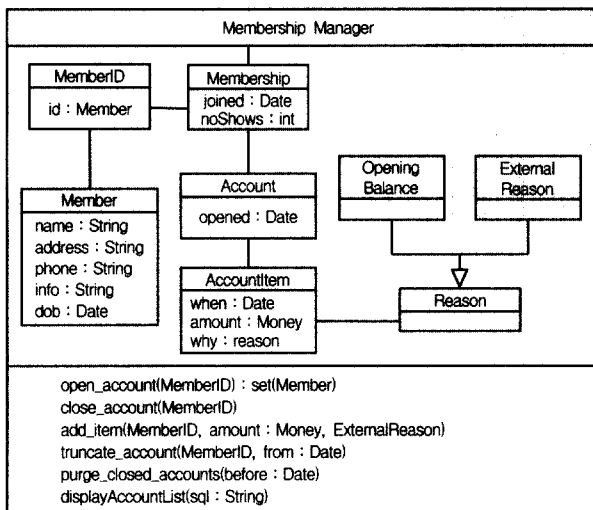 Membership Manager
MemberID
id : Member
Membership
joined : Date
noShows : int
Member
name : String
address : String
phone : String
info : String
dob : Date
Account
opened : Date
AccountItem
when : Date
amount : Money
why : reason
Opening
Balance
External
Reason
Reason
open_account(MemberID) : set(Member)
close_account(MemberID)
add_item(MemberID, amount : Money, ExternalReason)
truncate_account(MemberID, from : Date)
purge_closed_accounts(before : Date)
displayAccountList(sql : String)